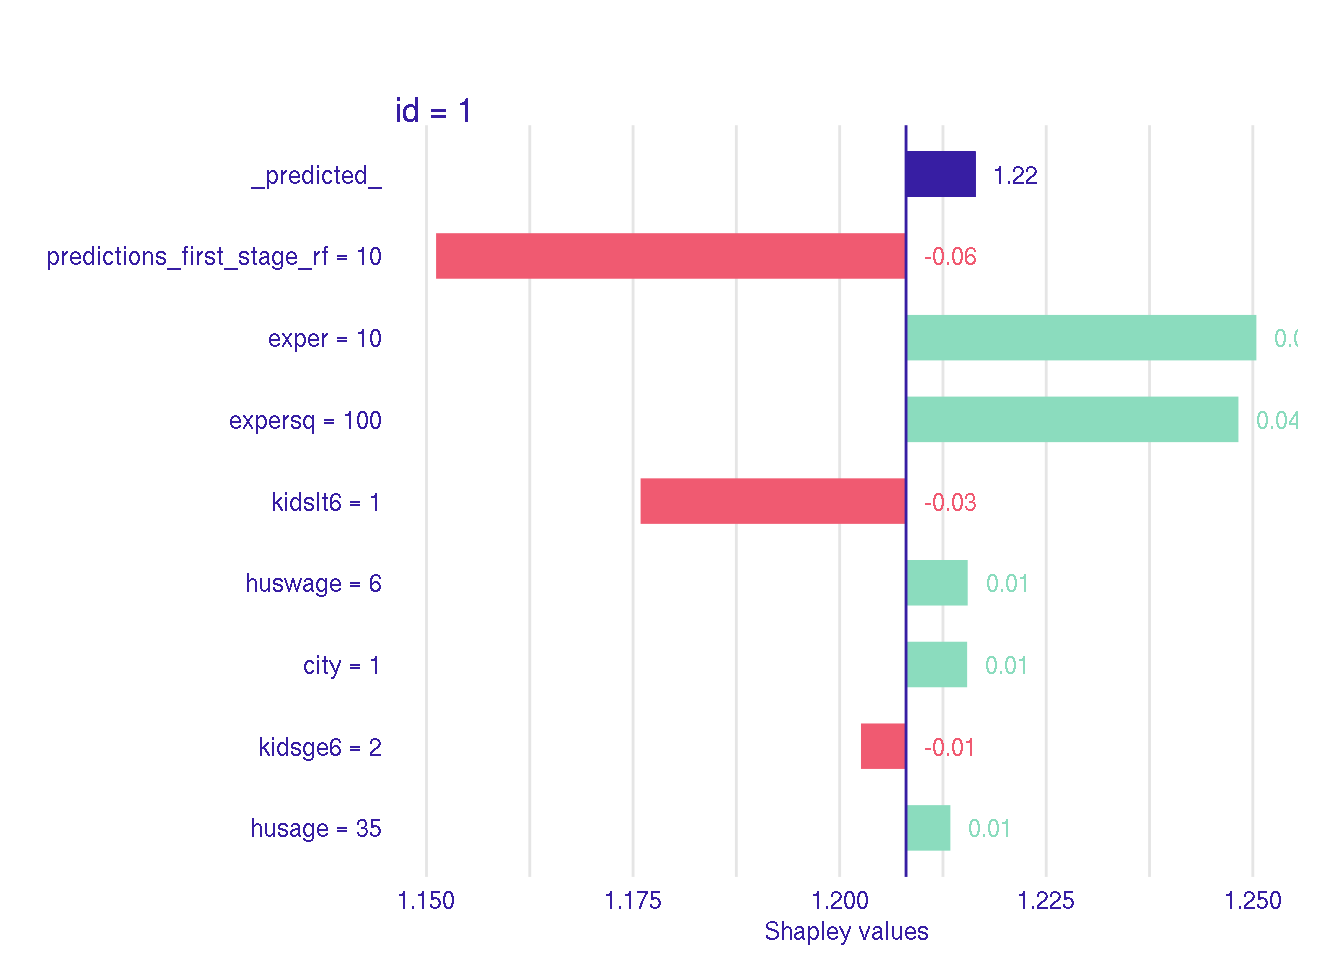 id = 1
_predicted_ 1.22
predictions_first_stage_rf = 10 -0.06
exper = 10
expersq = 100 0.04
kidslt6 = 1 -0.03
huswage = 6 0.01
city = 1 0.01
kidsge6 = 2 -0.01
husage = 35 0.01
1.150 1.175 1.200 1.225 1.250
Shapley values